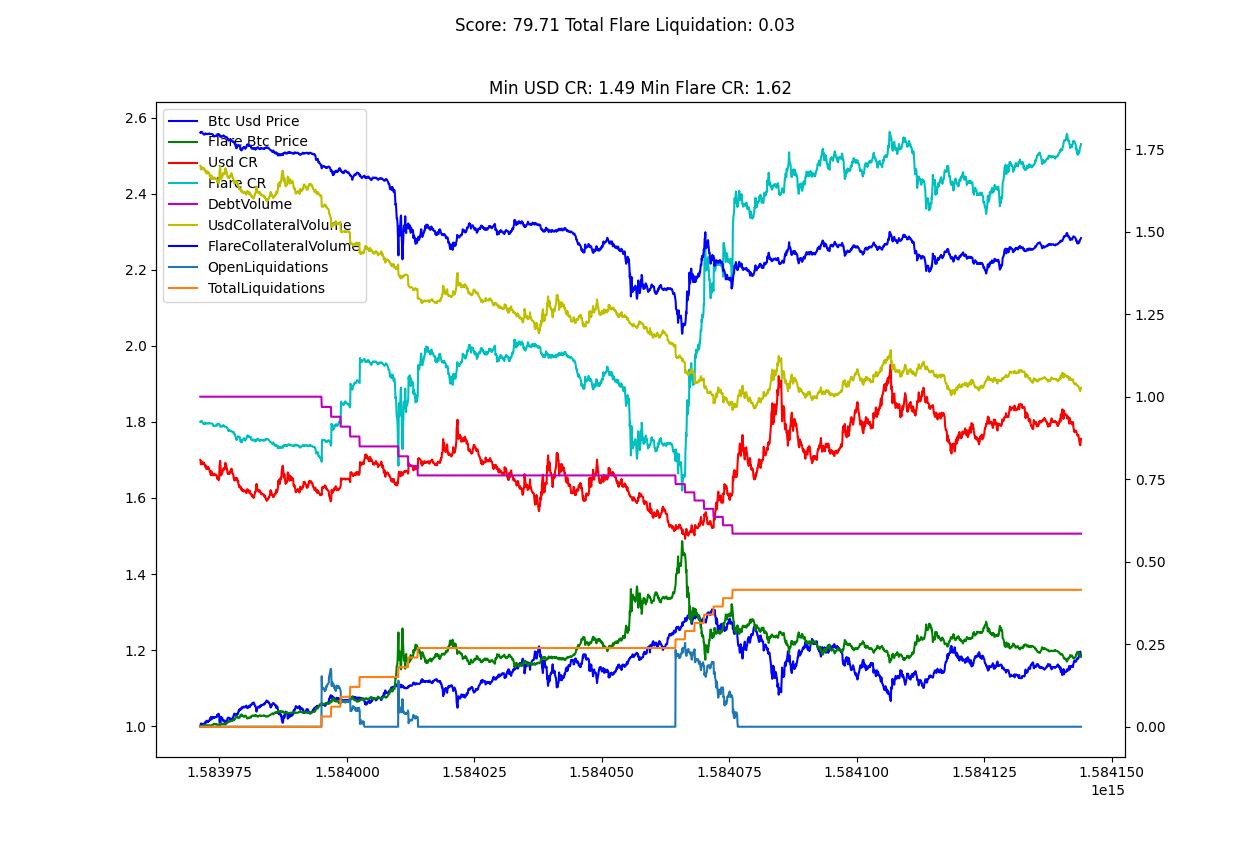 Score: 79.71 Total Flare Liquidation: 0.03
Min USD CR: 1.49 Min Flare CR: 1.62
Btc Usd Price
Flare Btc Price
Usd CR
Flare CR
DebtVolume
UsdCollateralVolume
FlareCollateralVolume
OpenLiquidations
TotalLiquidations
2.6
2.4
2.2
2.0
1.8
1.6
1.4
1.2
1.0
1.75
1.50
1.25
1.00
0.75
0.50
0.25
0.00
1.583975 1.584000 1.584025 1.584050 1.584075 1.584100 1.584125 1.584150
1e15